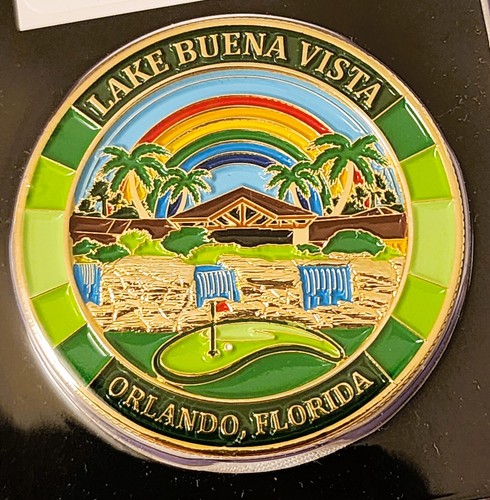 LAKE BUENA VISTA
ORLANDO, FLORIDA